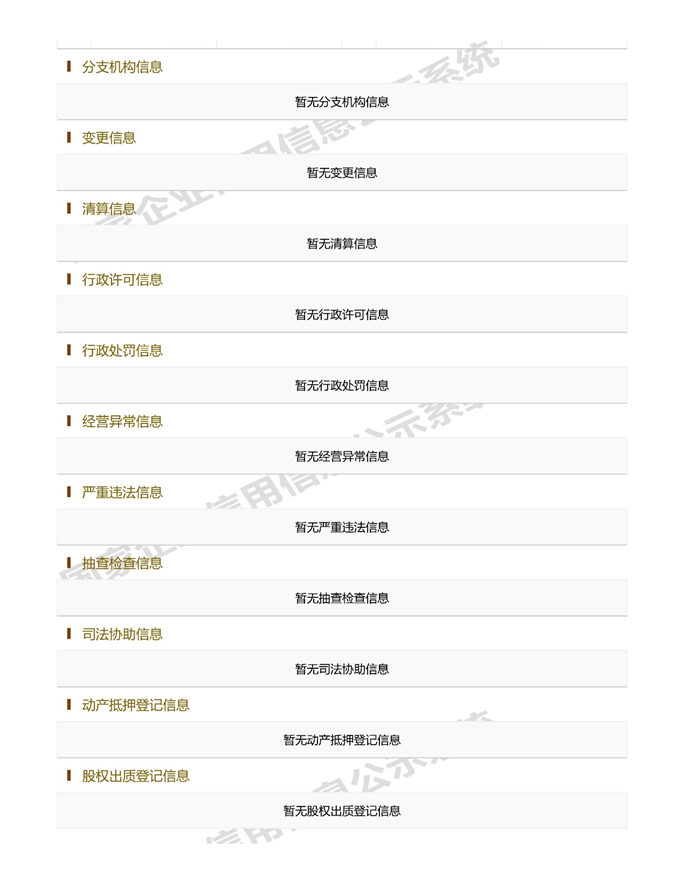 分支机构信息
暂无分支机构信息
变更信息
暂无变更信息
清算信息
暂无清算信息
行政许可信息
暂无行政许可信息
行政处罚信息
暂无行政处罚信息
经营异常信息
暂无经营异常信息
严重违法信息
暂无严重违法信息
抽查检查信息
暂无抽查检查信息
司法协助信息
暂无司法协助信息
动产抵押登记信息
暂无动产抵押登记信息
股权出质登记信息
暂无股权出质登记信息